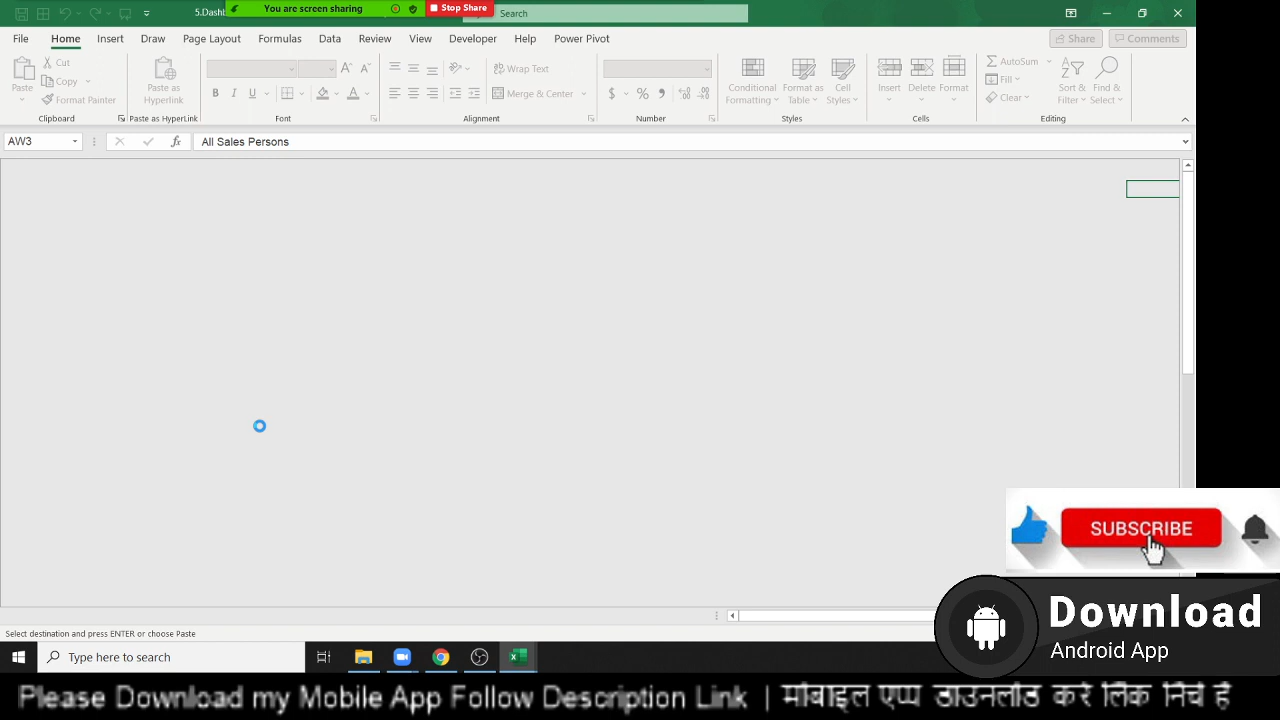 5.Dashb
You are screen sharing
Stop Share
Search
File Home Insert Draw Page Layout Formulas Data Review View Developer Help Power Pivot
Share
Comments
Paste
Cut
Copy
Format Painter
Clipboard
Paste as Hyperlink
Paste as HyperLink
B I U
Font
Wrap Text
Merge & Center
Alignment
$ % ,
Number
Conditional Formatting
Format as Table
Cell Styles
Styles
Insert
Delete
Format
Cells
AutoSum
Fill
Clear
Sort & Filter
Find & Select
Editing
AW3
fx
All Sales Persons
SUBSCRIBE
Download
Android App
Select destination and press ENTER or choose Paste
Type here to search
Please Download my Mobile App Follow Description Link | मोबाइल एप्प डाउनलोड करे लिंक निचे है